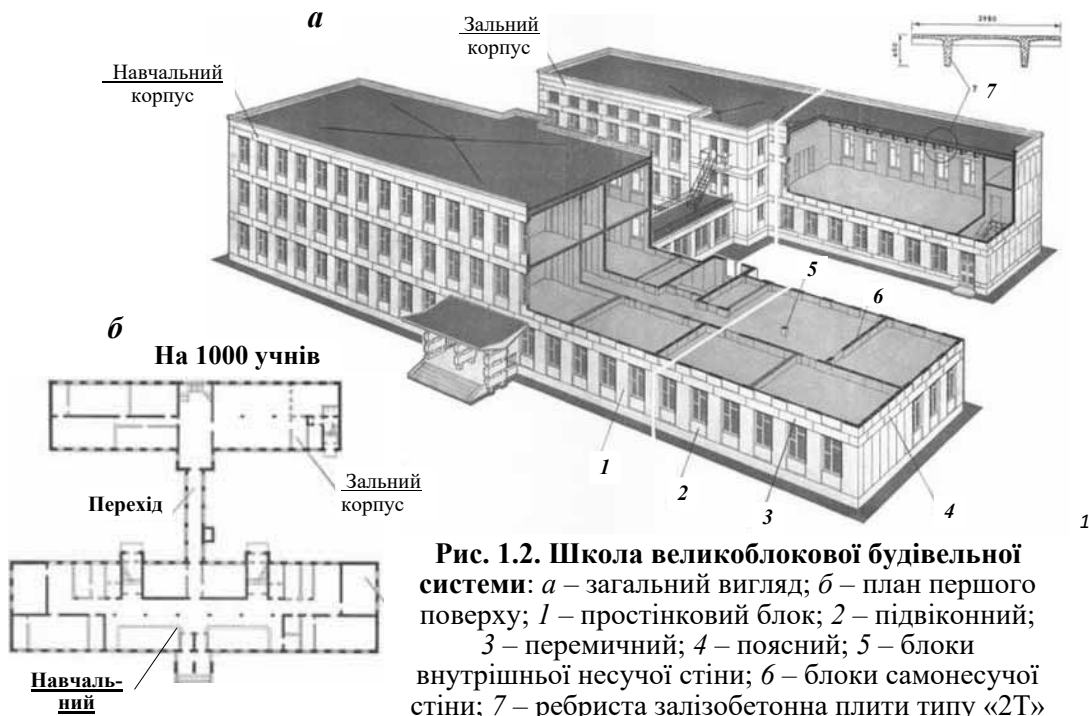 а
Зальний
корпус
Навчальний
корпус
2980
7
7
5
6
б
На 1000 учнів
Перехід
Зальний
корпус
1
2
3
4
1
Навчаль-
ний
Рис. 1.2. Школа великоблокової будівельної
системи: а – загальний вигляд; б – план першого
поверху; 1 – простінковий блок; 2 – підвіконний;
3 – перемичний; 4 – поясний; 5 – блоки
внутрішньої несучої стіни; 6 – блоки самонесучої
стіни; 7 – ребриста залізобетонна плити типу «2Т»